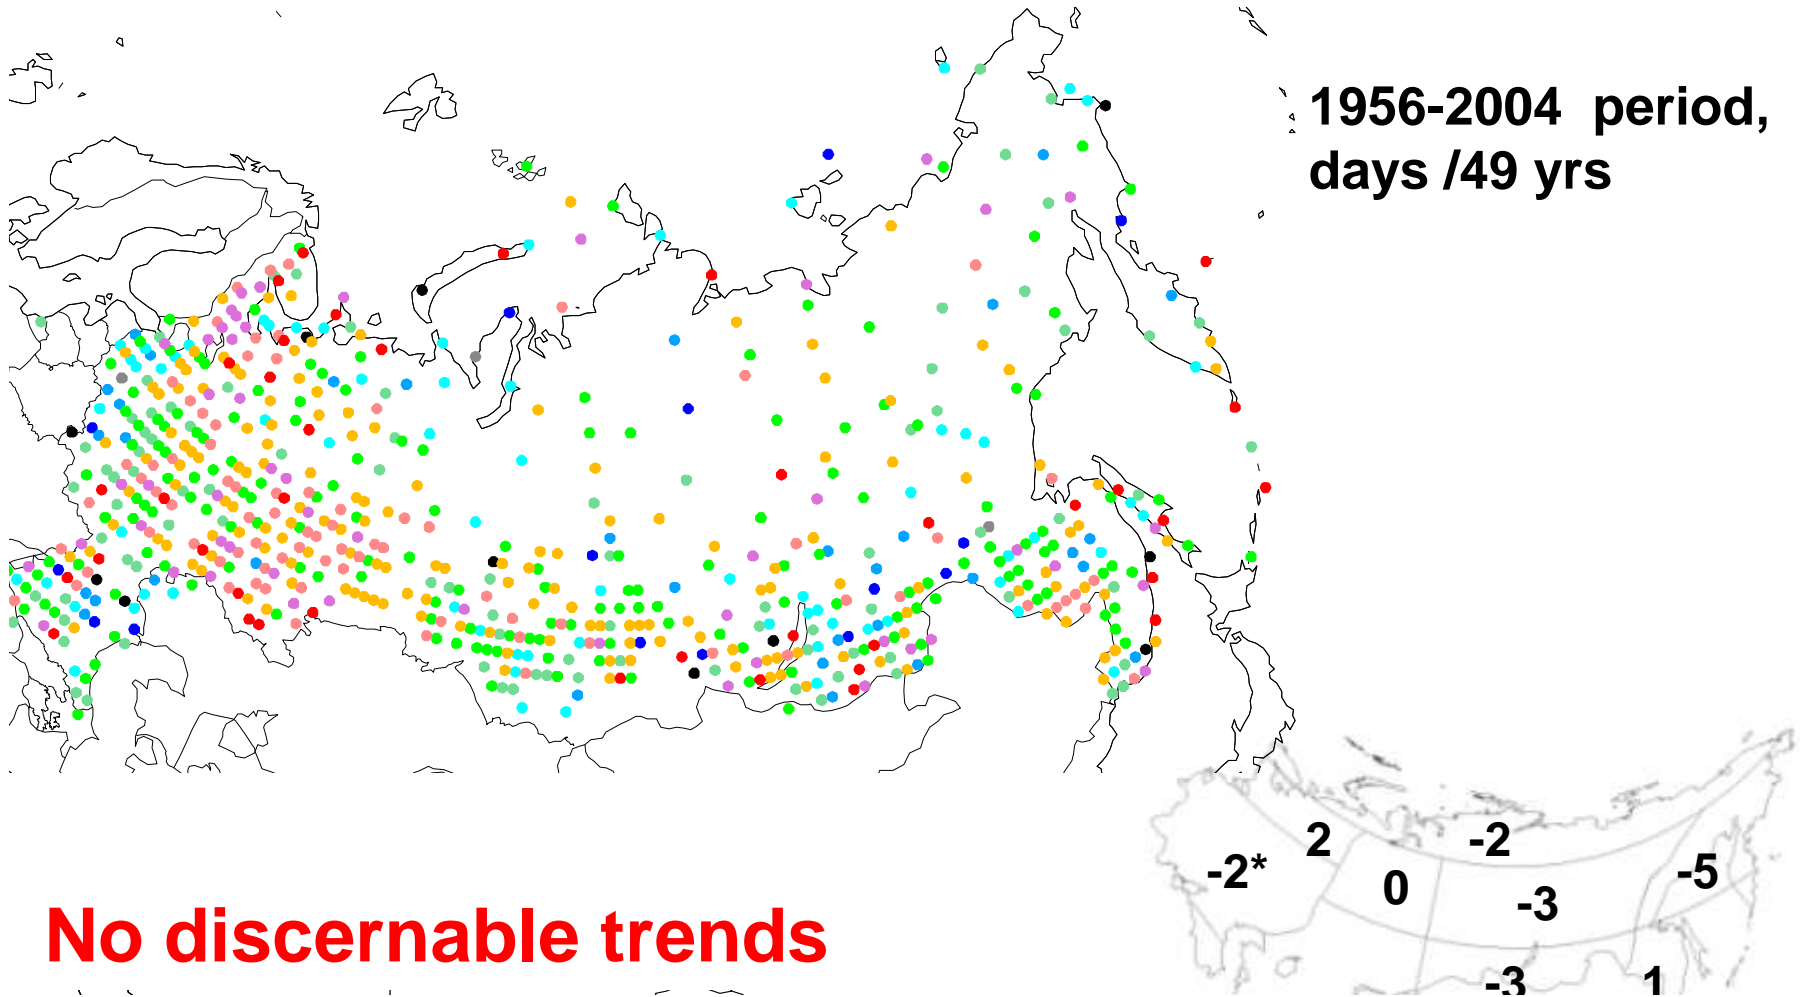 1956-2004 period,
days /49 yrs
2
-2
-2*
0
-3
-5
No discernable trends
-3
1